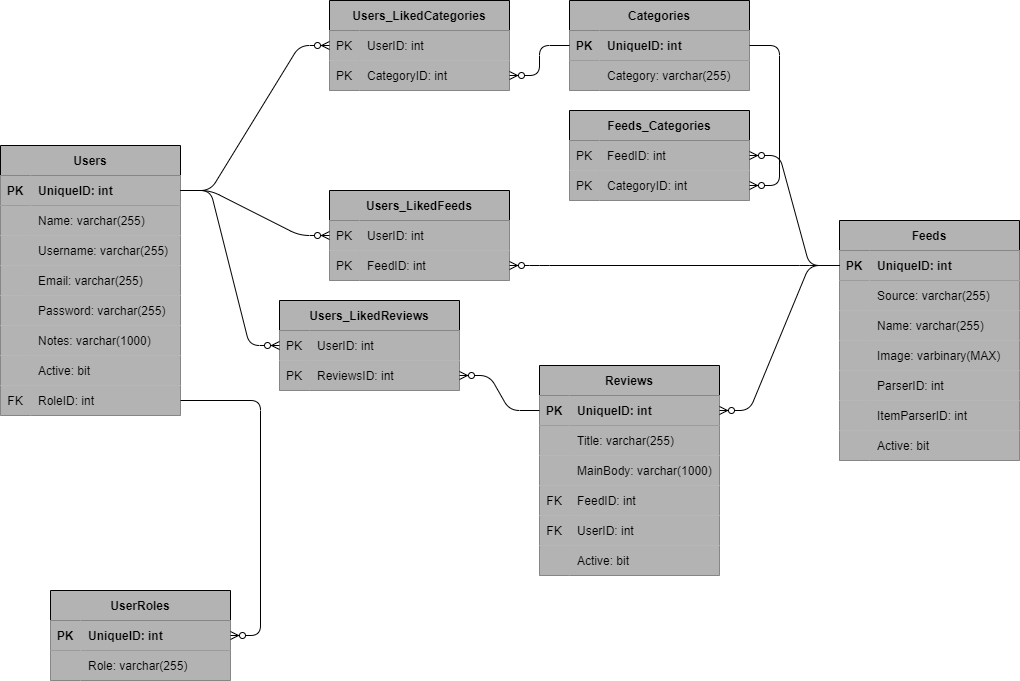 Users_LikedCategories
PK UserID: int
PK CategoryID: int
Categories
PK UniqueID: int
Category: varchar(255)
Feeds_Categories
PK FeedID: int
PK CategoryID: int
Users
PK UniqueID: int
Name: varchar(255)
Username: varchar(255)
Email: varchar(255)
Password: varchar(255)
Notes: varchar(1000)
Active: bit
FK RoleID: int
Users_LikedFeeds
PK UserID: int
PK FeedID: int
Feeds
PK UniqueID: int
Source: varchar(255)
Name: varchar(255)
Image: varbinary(MAX)
ParserID: int
ItemParserID: int
Active: bit
Users_LikedReviews
PK UserID: int
PK ReviewsID: int
Reviews
PK UniqueID: int
Title: varchar(255)
MainBody: varchar(1000)
FK FeedID: int
FK UserID: int
Active: bit
UserRoles
PK UniqueID: int
Role: varchar(255)